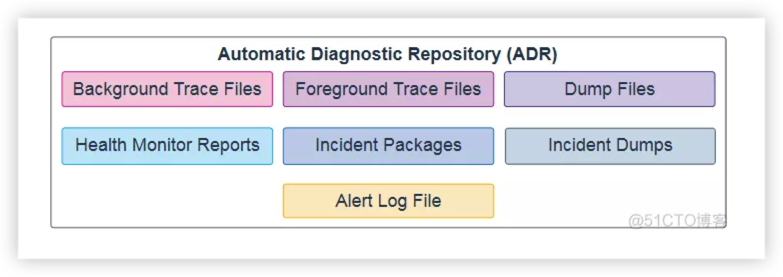 Automatic Diagnostic Repository (ADR)
Background Trace Files
Foreground Trace Files
Dump Files
Health Monitor Reports
Incident Packages
Incident Dumps
Alert Log File
@51CTO博客